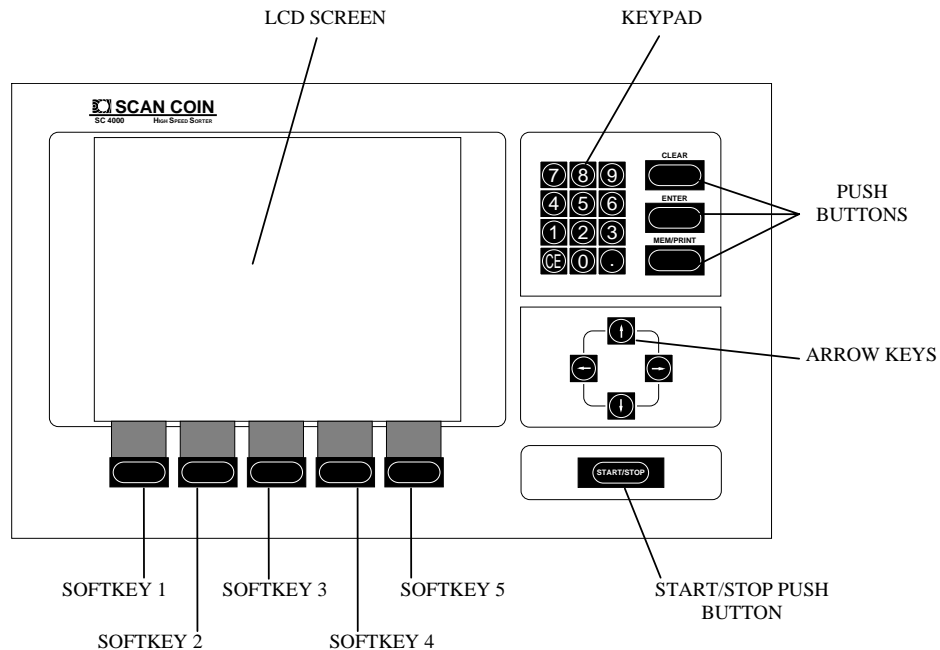 LCD SCREEN
KEYPAD
SCAN COIN
SC 4000 HIGH SPEED SORTER
CLEAR
7 8 9
PUSH
BUTTONS
ENTER
4 5 6
1 2 3
MEM/PRINT
CE 0 .
ARROW KEYS
START/STOP
SOFTKEY 1
SOFTKEY 3
SOFTKEY 5
START/STOP PUSH
BUTTON
SOFTKEY 2
SOFTKEY 4